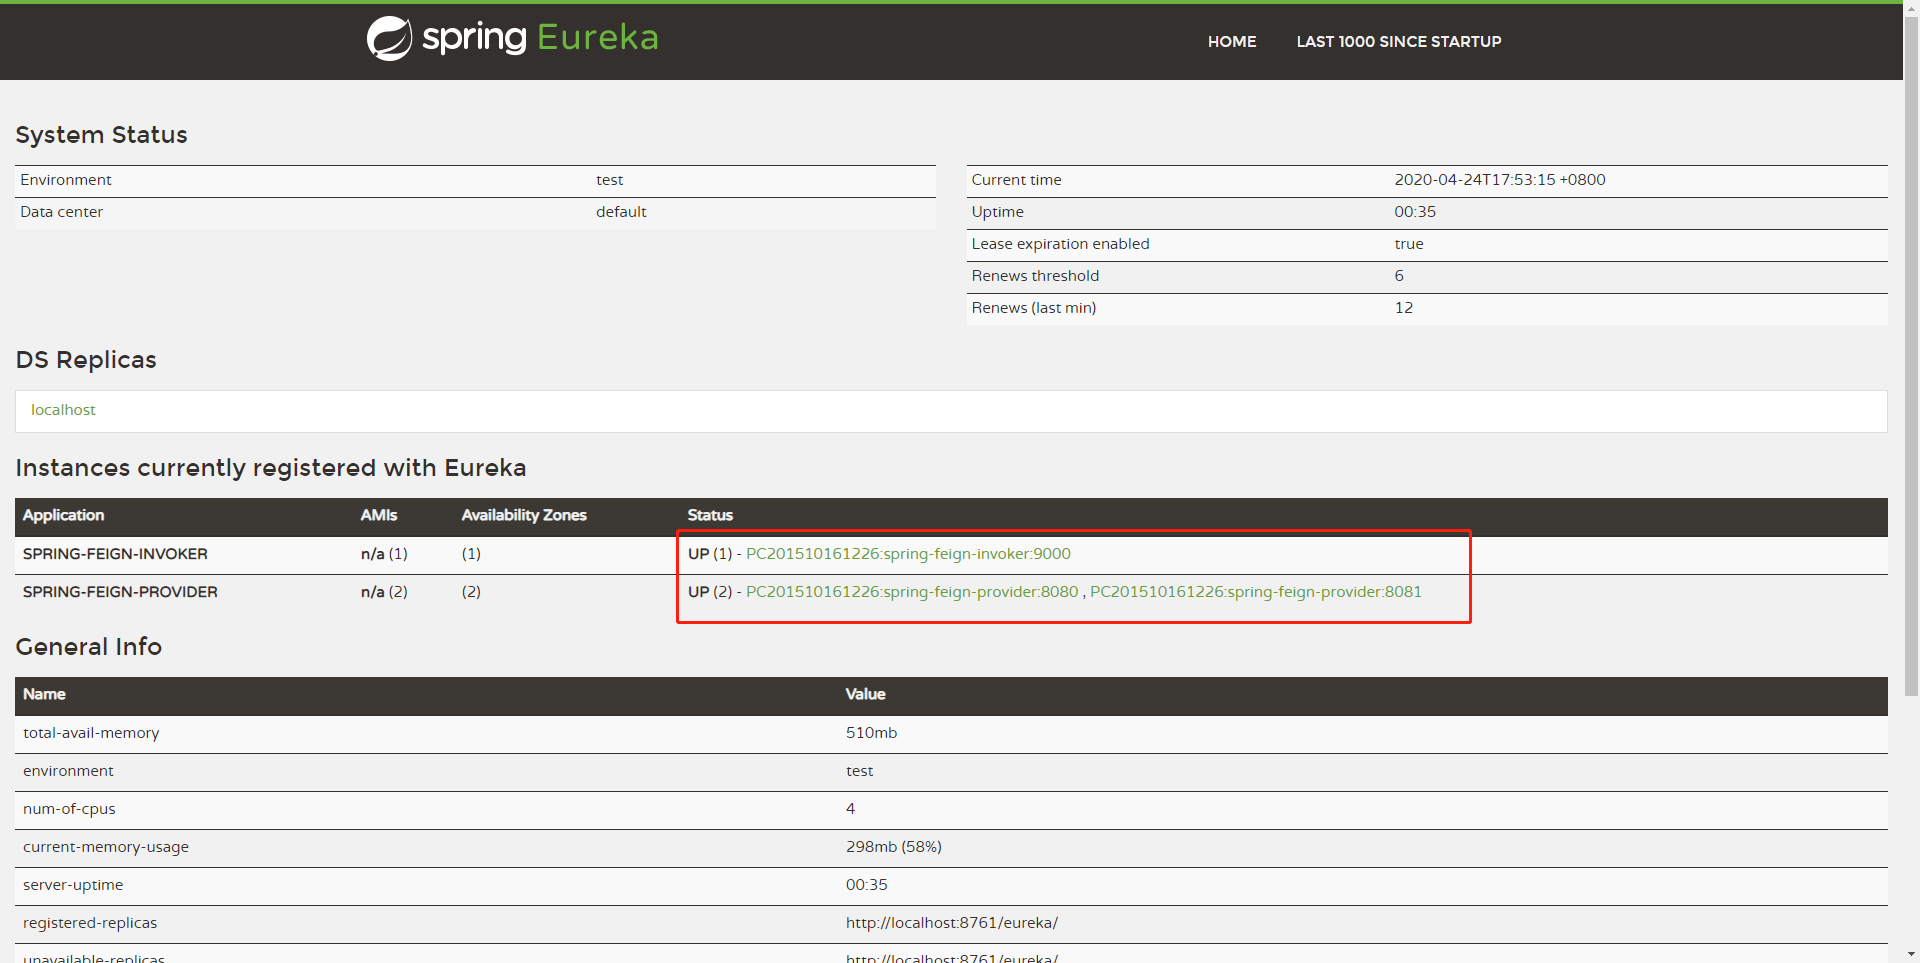 spring Eureka
HOME LAST 1000 SINCE STARTUP
System Status
Environment test
Data center default
Current time 2020-04-24T17:53:15 +0800
Uptime 00:35
Lease expiration enabled true
Renews threshold 6
Renews (last min) 12
DS Replicas
localhost
Instances currently registered with Eureka
Application AMIs Availability Zones Status
SPRING-FEIGN-INVOKER n/a (1) (1) UP (1) - PC201510161226:spring-feign-invoker:9000
SPRING-FEIGN-PROVIDER n/a (2) (2) UP (2) - PC201510161226:spring-feign-provider:8080 , PC201510161226:spring-feign-provider:8081
General Info
Name Value
total-avail-memory 510mb
environment test
num-of-cpus 4
current-memory-usage 298mb (58%)
server-uptime 00:35
registered-replicas http://localhost:8761/eureka/
unavailable-replicas http://localhost:8761/eureka/